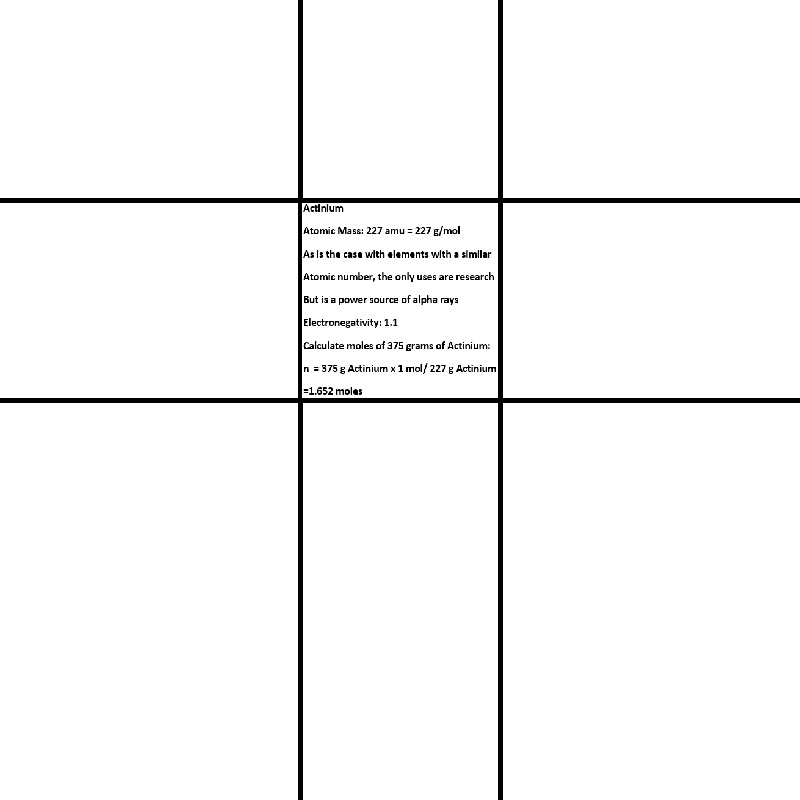 Actinium
Atomic Mass: 227 amu = 227 g/mol
As is the case with elements with a similar
Atomic number, the only uses are research
But is a power source of alpha rays
Electronegativity: 1.1
Calculate moles of 375 grams of Actinium:
n = 375 g Actinium x 1 mol/ 227 g Actinium
=1.652 moles